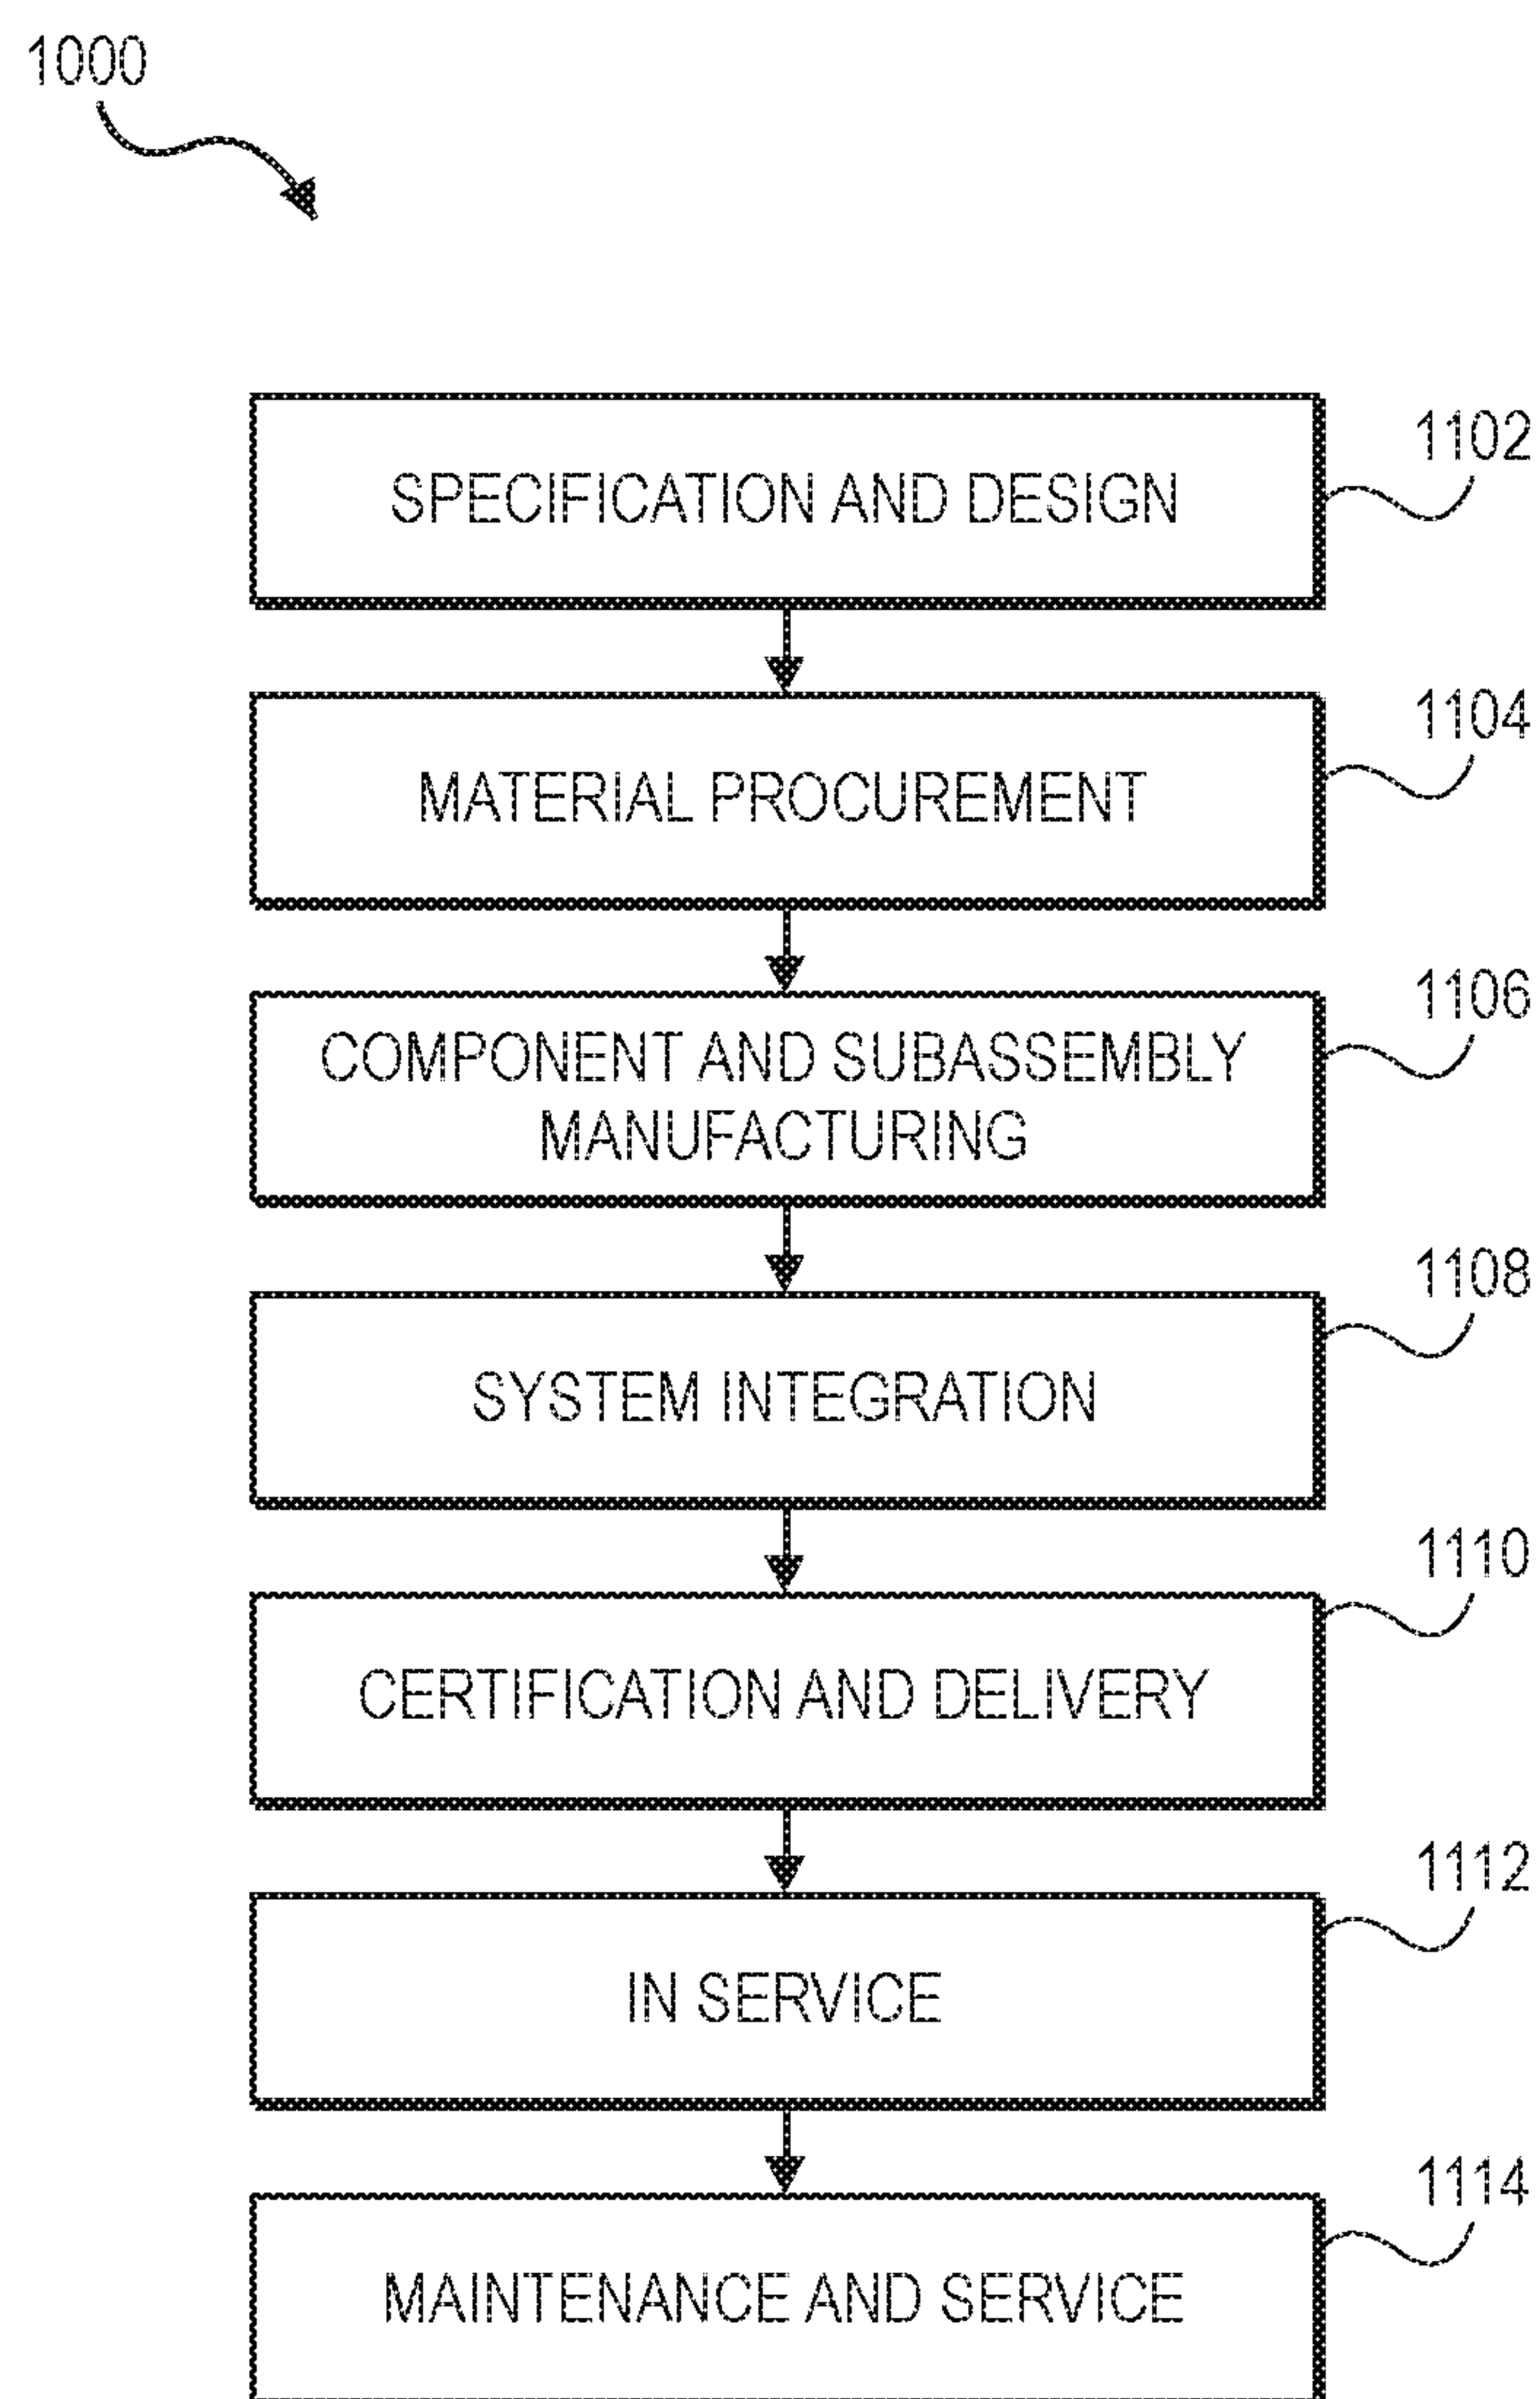 1000
SPECIFICATION AND DESIGN
1102
MATERIAL PROCUREMENT
1104
COMPONENT AND SUBASSEMBLY
MANUFACTURING
1106
SYSTEM INTEGRATION
1108
CERTIFICATION AND DELIVERY
1110
IN SERVICE
1112
MAINTENANCE AND SERVICE
1114